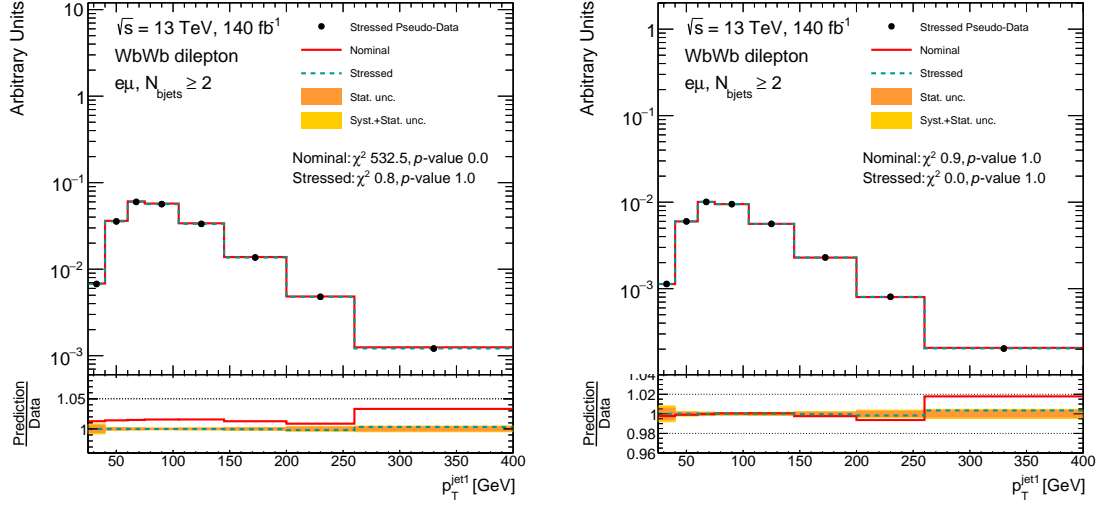 Arbitrary Units
√s = 13 TeV, 140 fb⁻¹
WbWb dilepton
eμ, N_bjets ≥ 2
Stressed Pseudo-Data
Nominal
Stressed
Stat. unc.
Syst.+Stat. unc.
Nominal: χ² 532.5, p-value 0.0
Stressed: χ² 0.8, p-value 1.0
10
1
10⁻¹
10⁻²
10⁻³
Prediction
Data
1.05
1
50 100 150 200 250 300 350 400
p_T^jet1 [GeV]
Arbitrary Units
√s = 13 TeV, 140 fb⁻¹
WbWb dilepton
eμ, N_bjets ≥ 2
Stressed Pseudo-Data
Nominal
Stressed
Stat. unc.
Syst.+Stat. unc.
Nominal: χ² 0.9, p-value 1.0
Stressed: χ² 0.0, p-value 1.0
1
10⁻¹
10⁻²
10⁻³
Prediction
Data
1.04
1.02
1
0.98
0.96
50 100 150 200 250 300 350 400
p_T^jet1 [GeV]